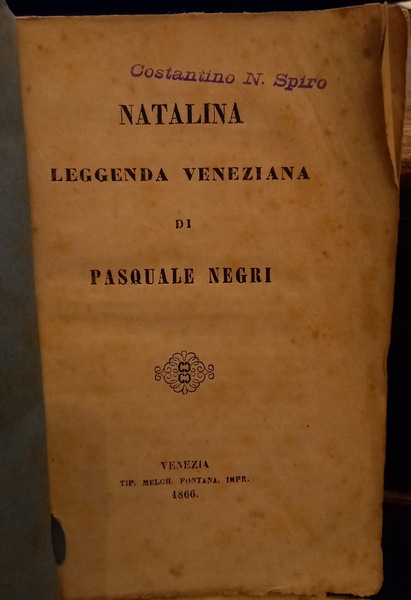 Costantino N. Spiro
NATALINA
LEGGENDA VENEZIANA
DI
PASQUALE NEGRI
VENEZIA
TIP. MELCH. FONTANA. IMPR.
1866.